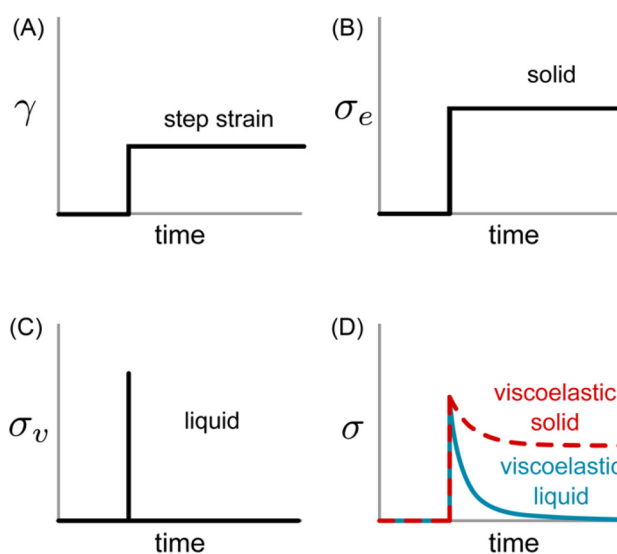 (A)
γ
step strain
time
(B)
σe
solid
time
(C)
σv
liquid
time
(D)
σ
viscoelastic
solid
viscoelastic
liquid
time